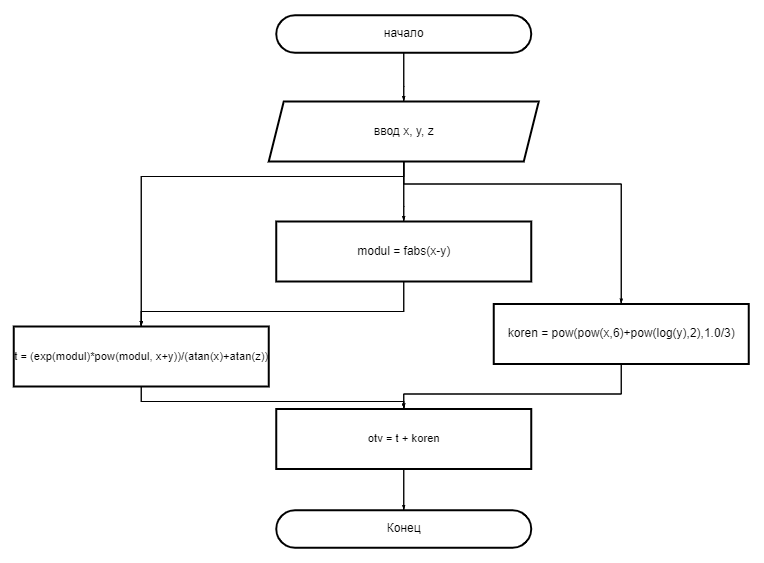 начало
ввод x, y, z
modul = fabs(x-y)
koren = pow(pow(x,6)+pow(log(y),2),1.0/3)
t = (exp(modul)*pow(modul, x+y))/(atan(x)+atan(z))
otv = t + koren
Конец